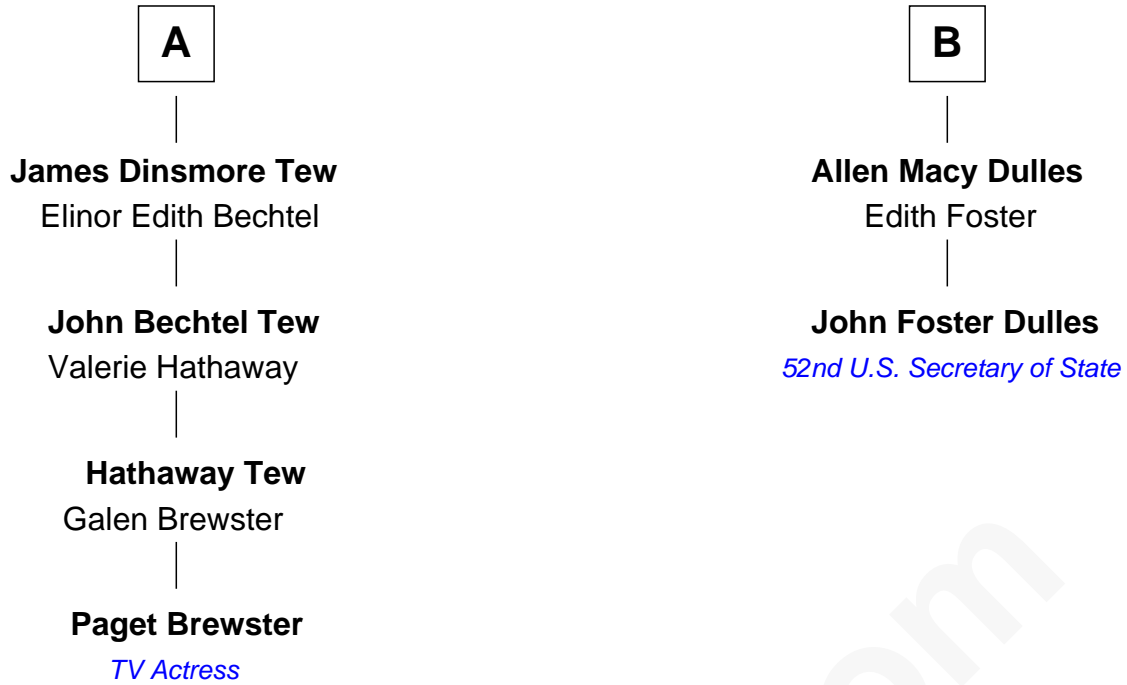 A
James Dinsmore Tew
Elinor Edith Bechtel
John Bechtel Tew
Valerie Hathaway
Hathaway Tew
Galen Brewster
Paget Brewster
TV Actress
B
Allen Macy Dulles
Edith Foster
John Foster Dulles
52nd U.S. Secretary of State
om